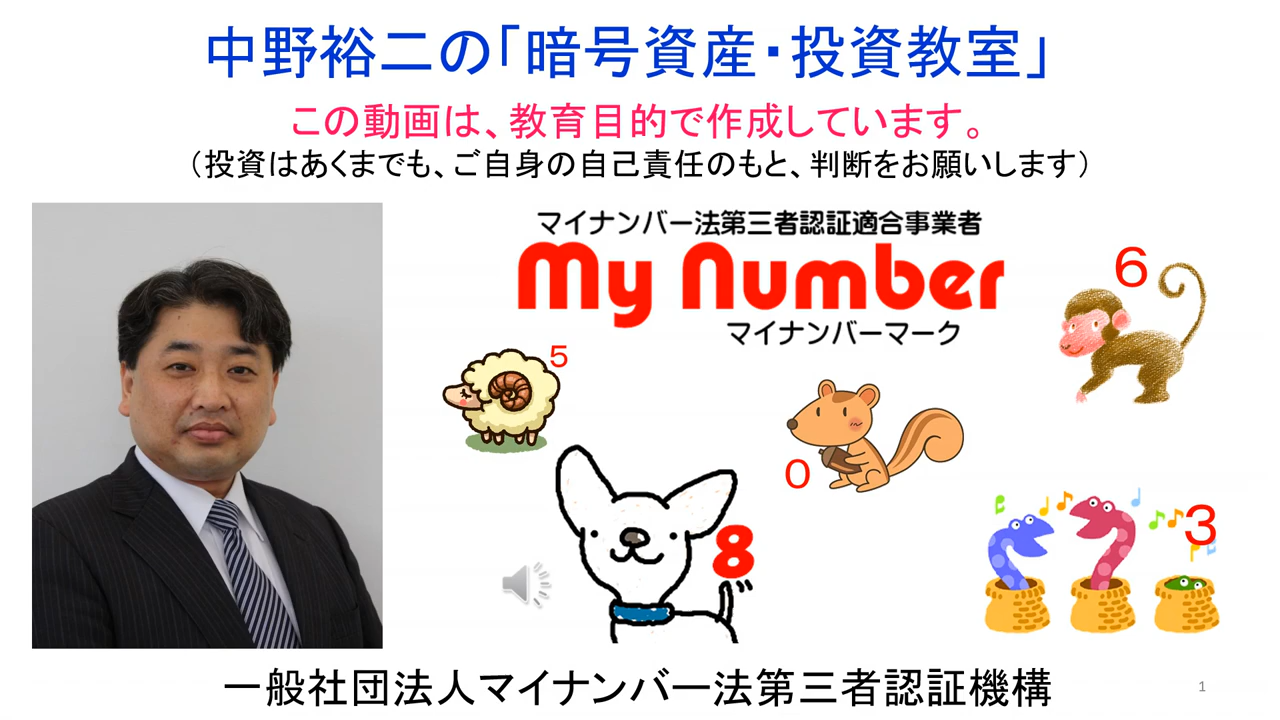 中野裕二の「暗号資産・投資教室」
この動画は、教育目的で作成しています。
（投資はあくまでも、ご自身の自己責任のもと、判断をお願いします）
マイナンバー法第三者認証適合事業者
My Number
マイナンバーマーク
6
5
0
8
3
一般社団法人マイナンバー法第三者認証機構
1